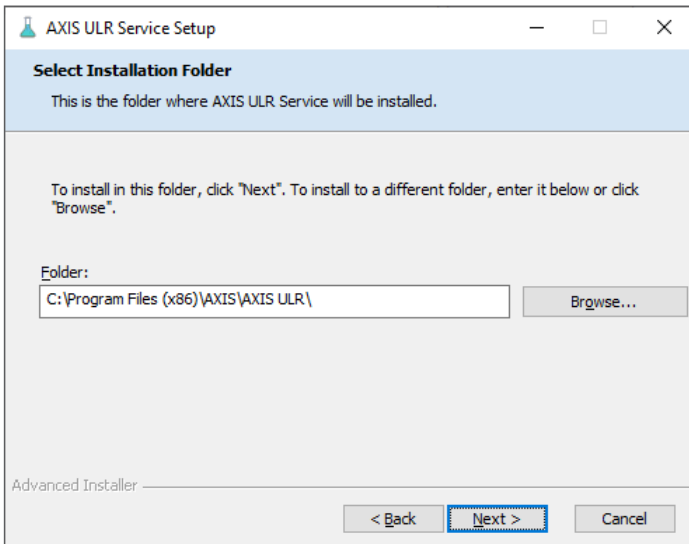 AXIS ULR Service Setup
Select Installation Folder
This is the folder where AXIS ULR Service will be installed.
To install in this folder, click "Next". To install to a different folder, enter it below or click
"Browse".
Folder:
C:\Program Files (x86)\AXIS\AXIS ULR\
Browse...
Advanced Installer
< Back
Next >
Cancel